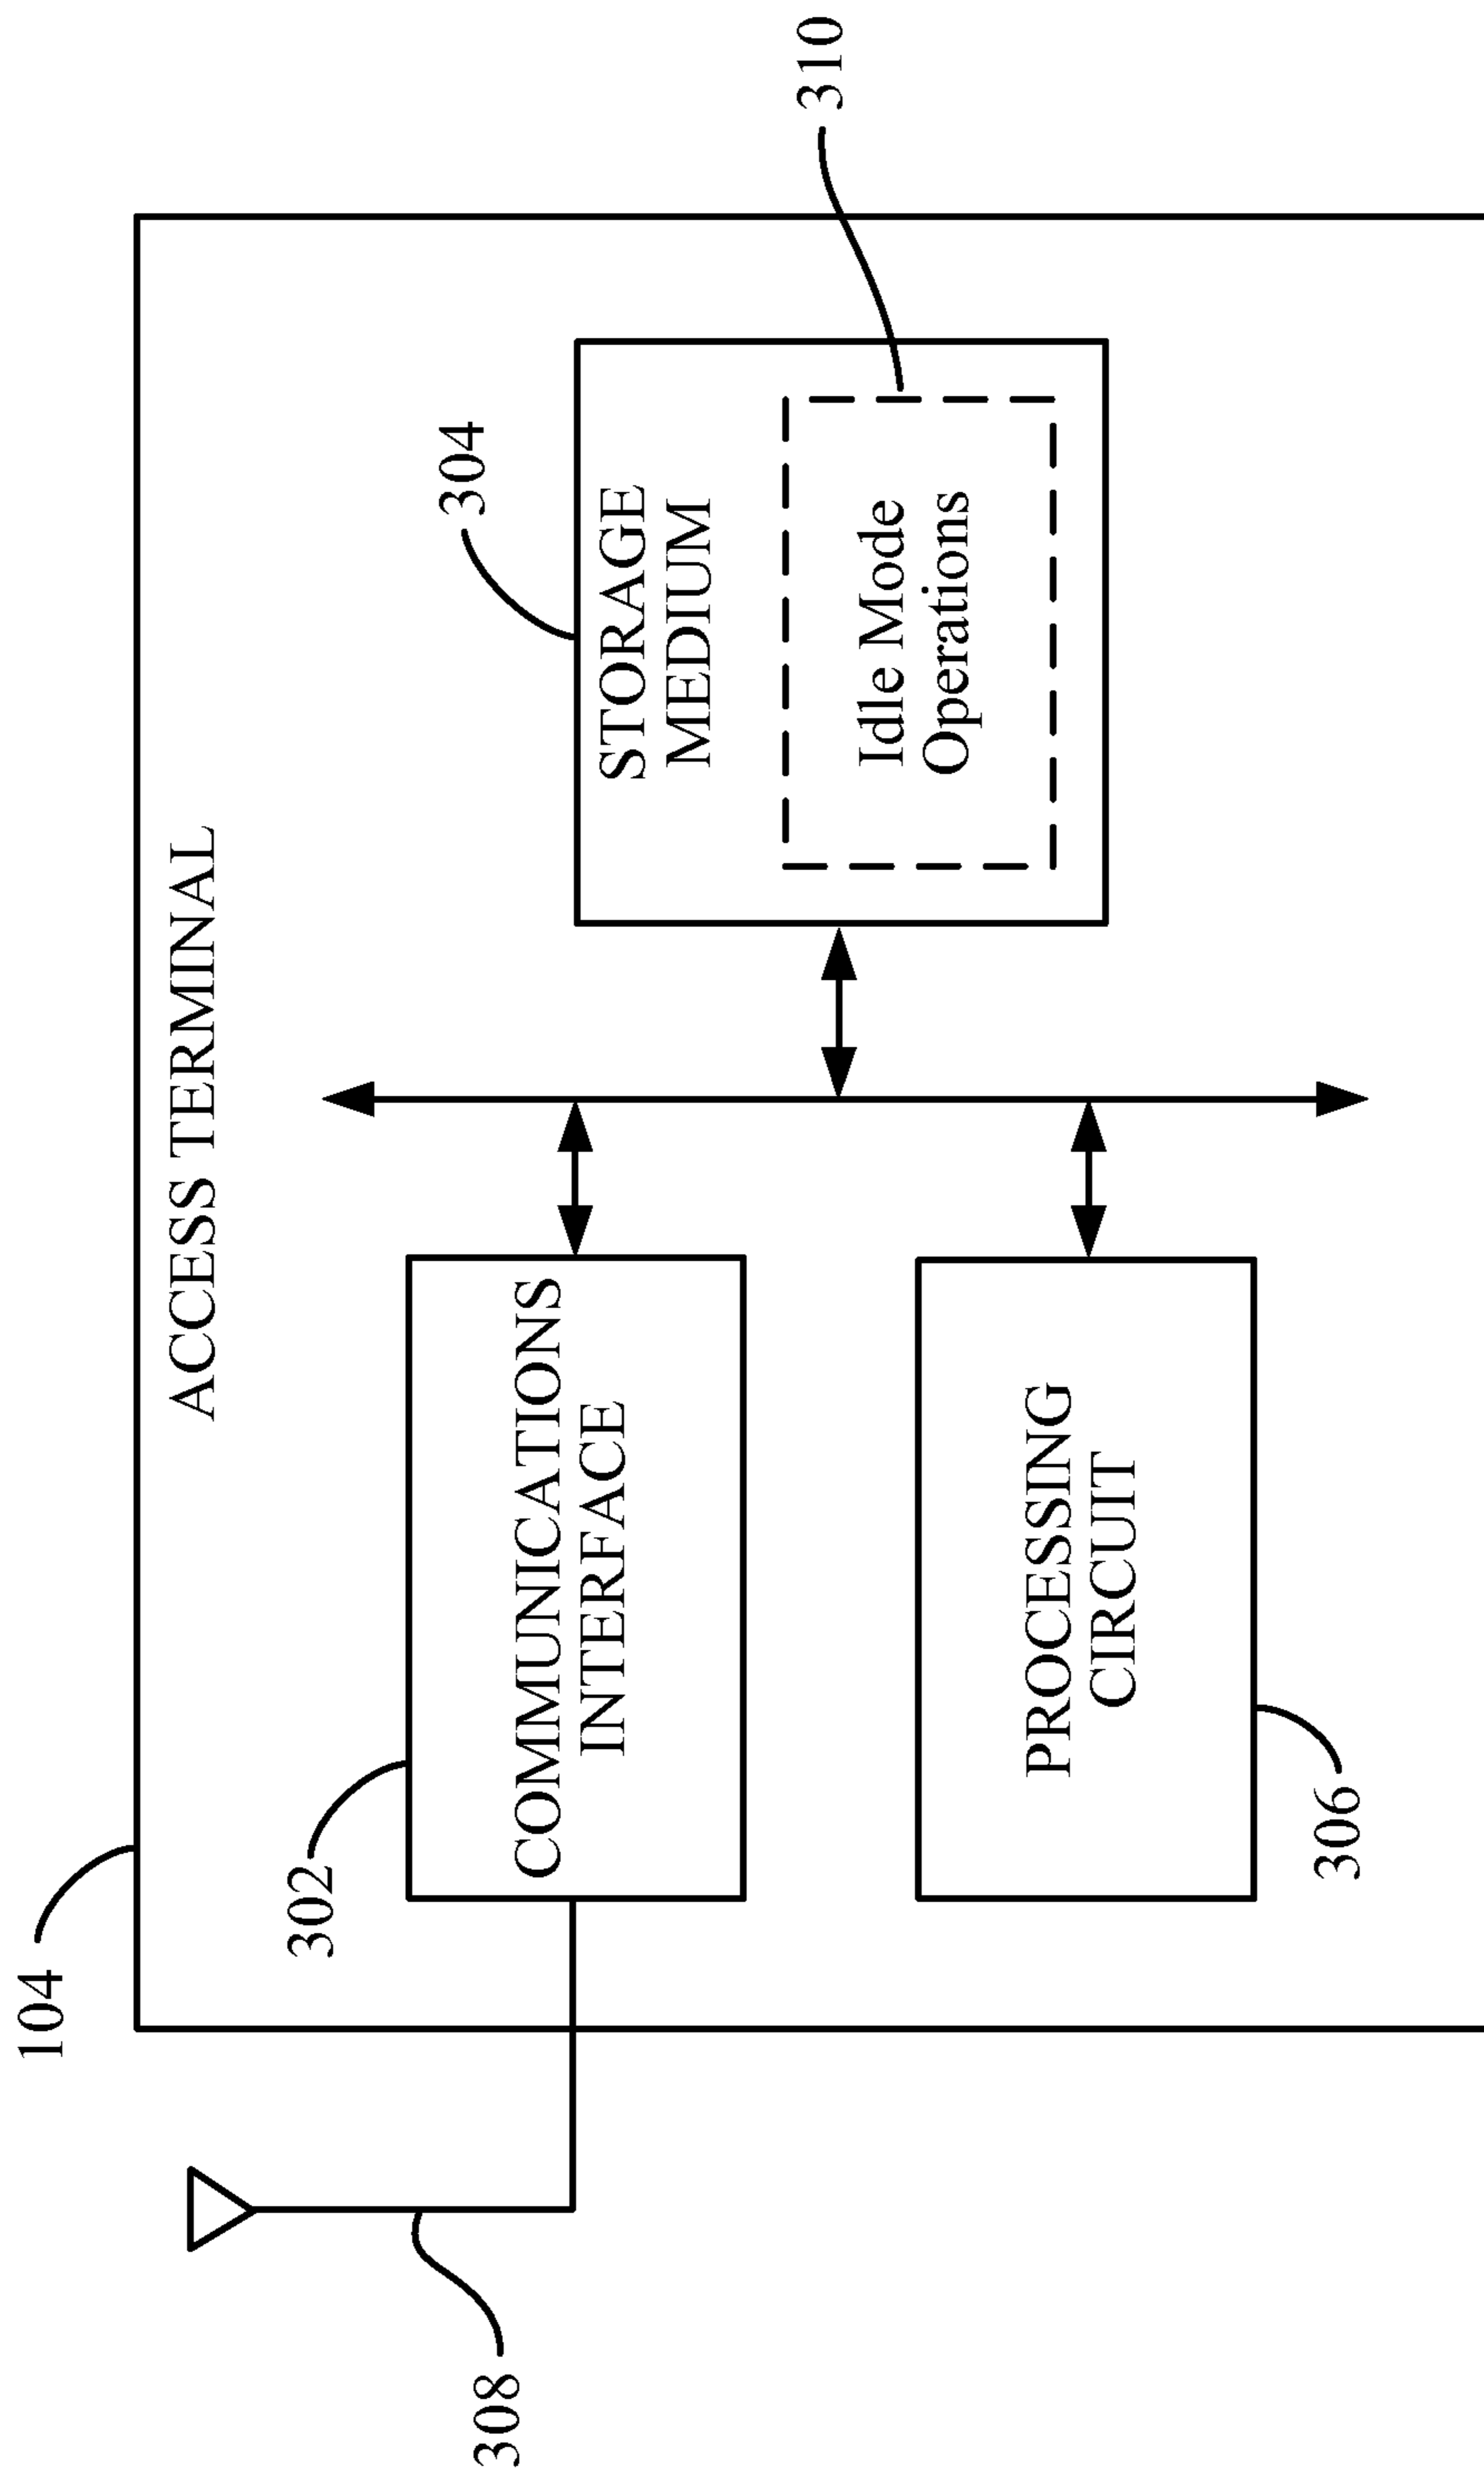 104
ACCESS TERMINAL
302
304
310
308
COMMUNICATIONS
INTERFACE
STORAGE
MEDIUM
Idle Mode
Operations
PROCESSING
CIRCUIT
306